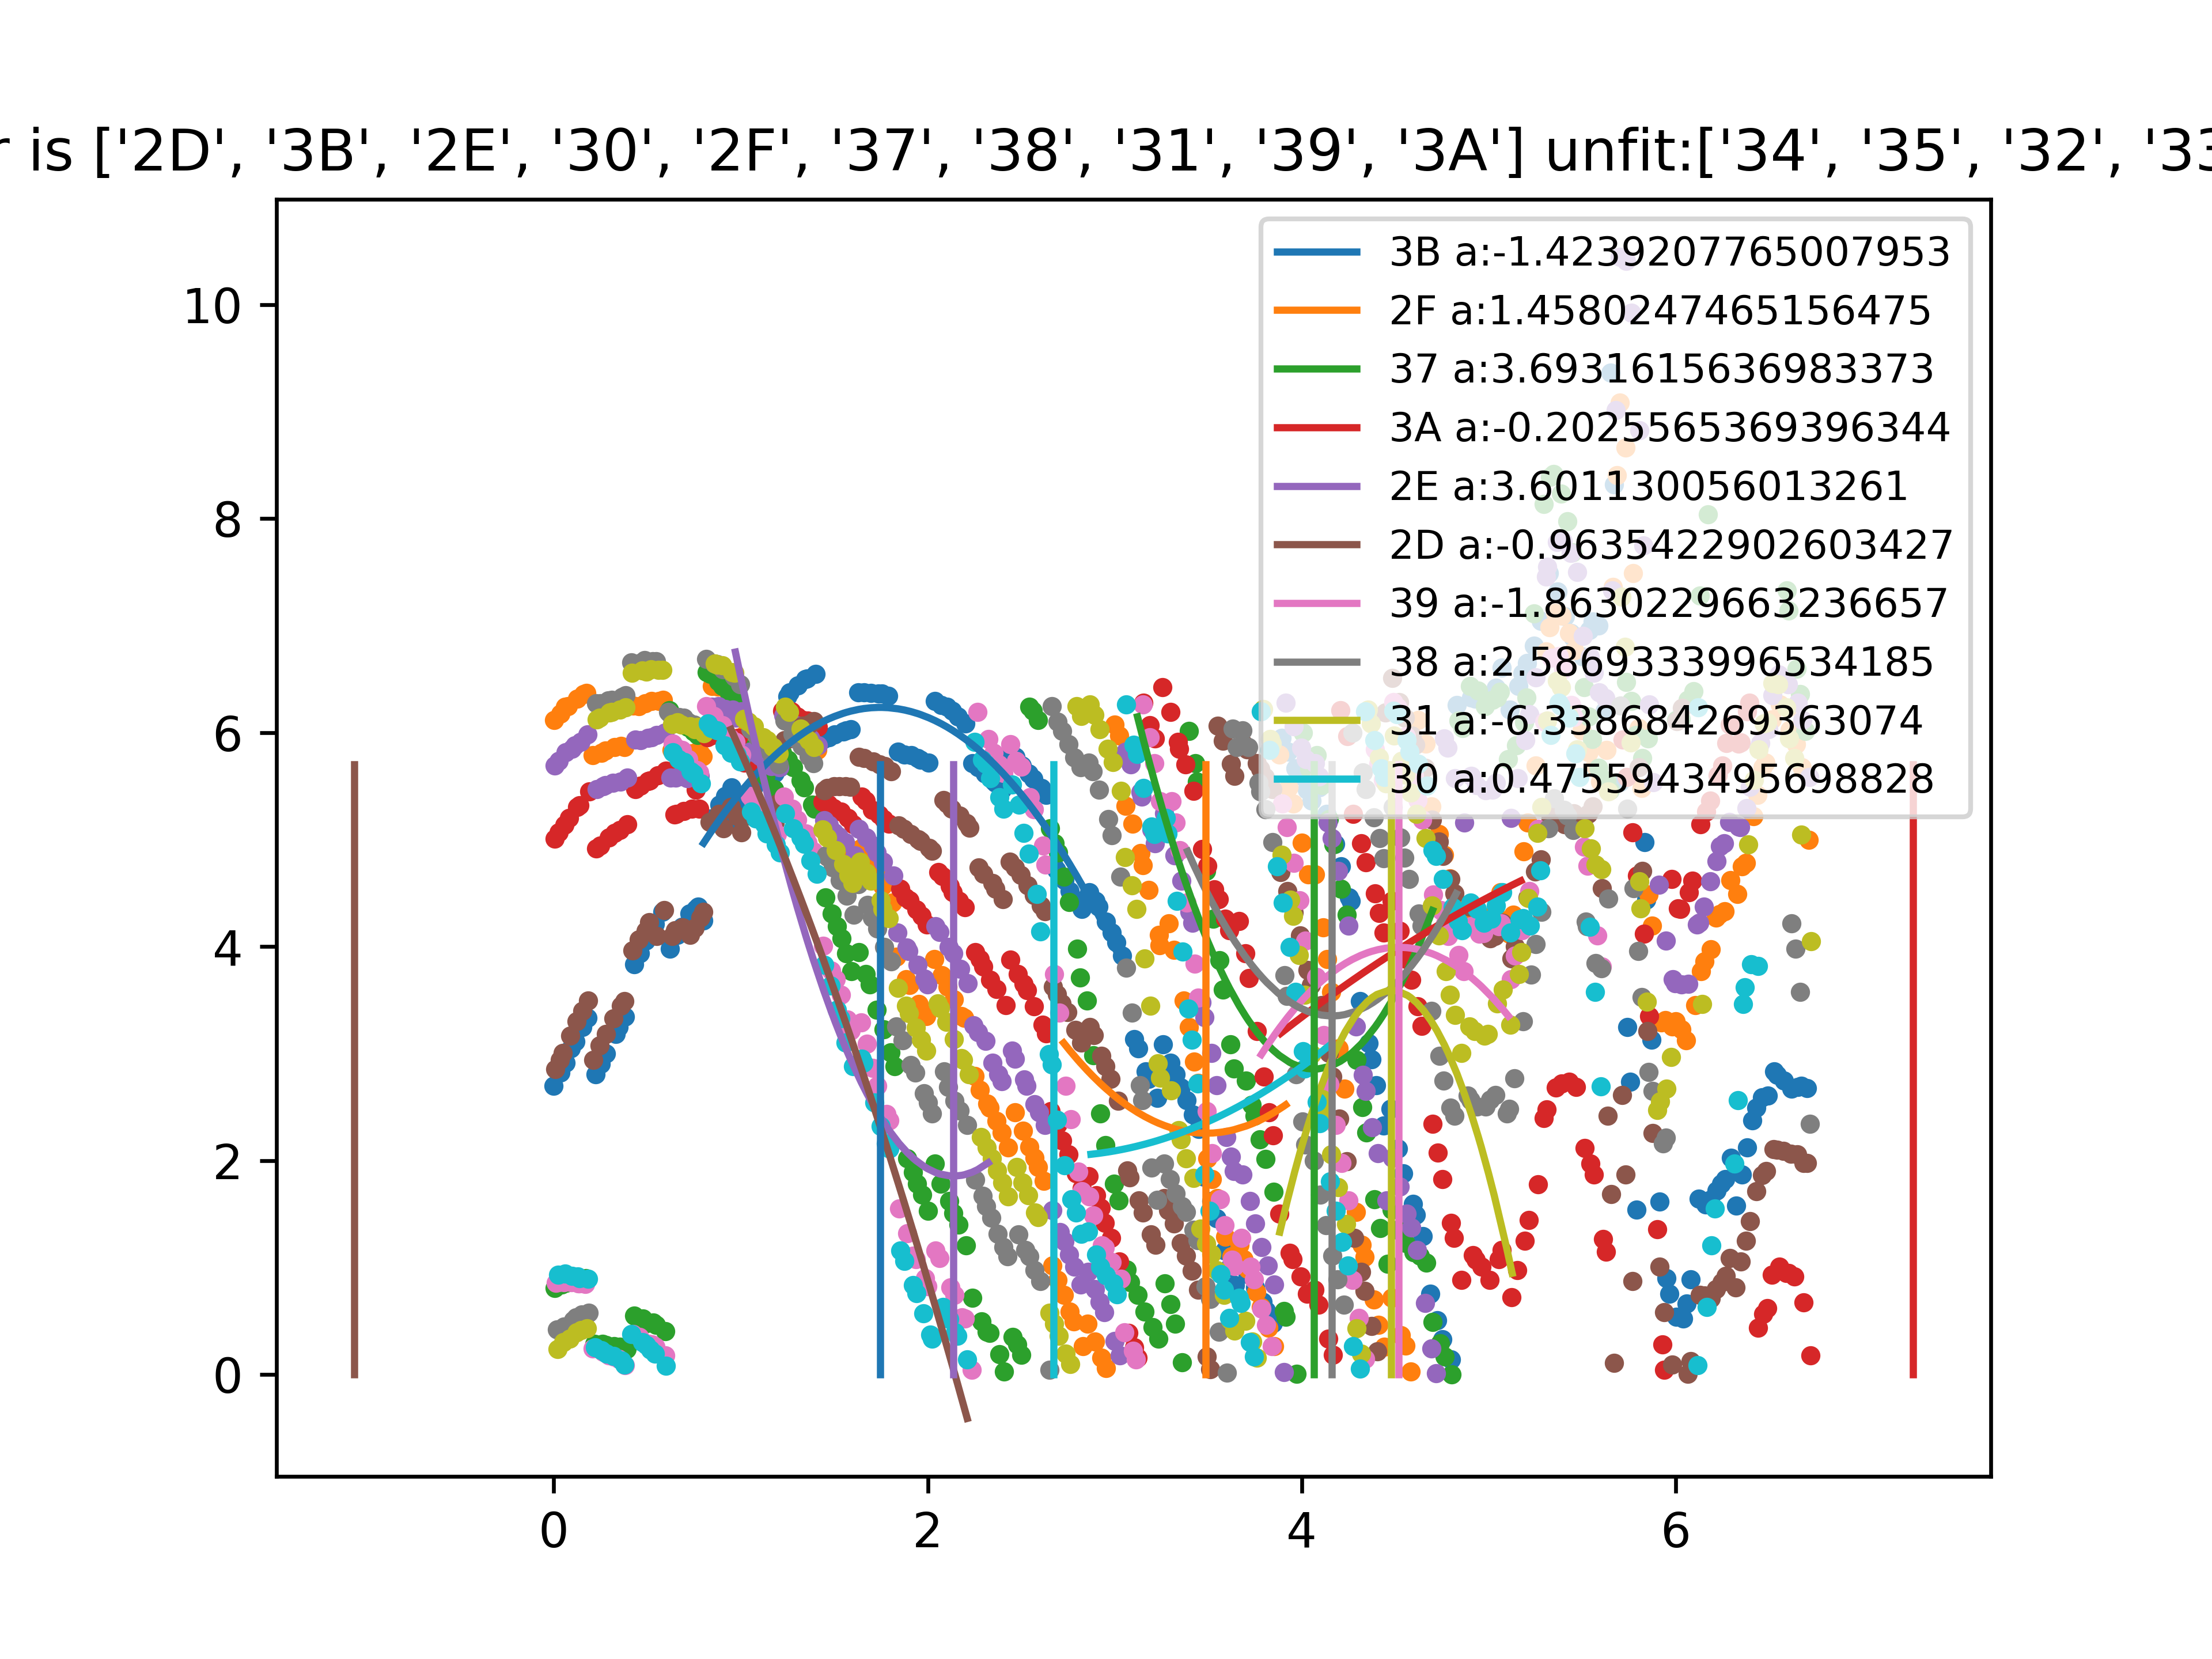 r is ['2D', '3B', '2E', '30', '2F', '37', '38', '31', '39', '3A'] unfit:['34', '35', '32', '33
3B a:-1.4239207765007953
2F a:1.4580247465156475
37 a:3.6931615636983373
3A a:-0.2025565369396344
2E a:3.601130056013261
2D a:-0.9635422902603427
39 a:-1.8630229663236657
38 a:2.5869333996534185
31 a:-6.338684269363074
30 a:0.4755943495698828
10
8
6
4
2
0
0 2 4 6